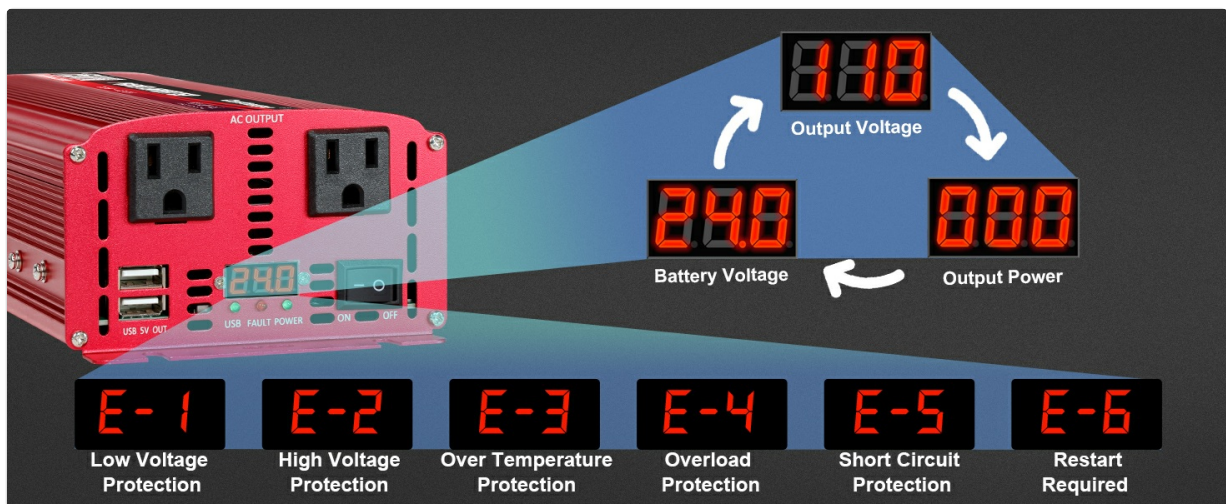 AC OUTPUT
USB 5V OUT
24.0
USB FAULT POWER
ON OFF
110
Output Voltage
24.0
Battery Voltage
000
Output Power
E-1
Low Voltage
Protection
E-2
High Voltage
Protection
E-3
Over Temperature
Protection
E-4
Overload
Protection
E-5
Short Circuit
Protection
E-6
Restart
Required